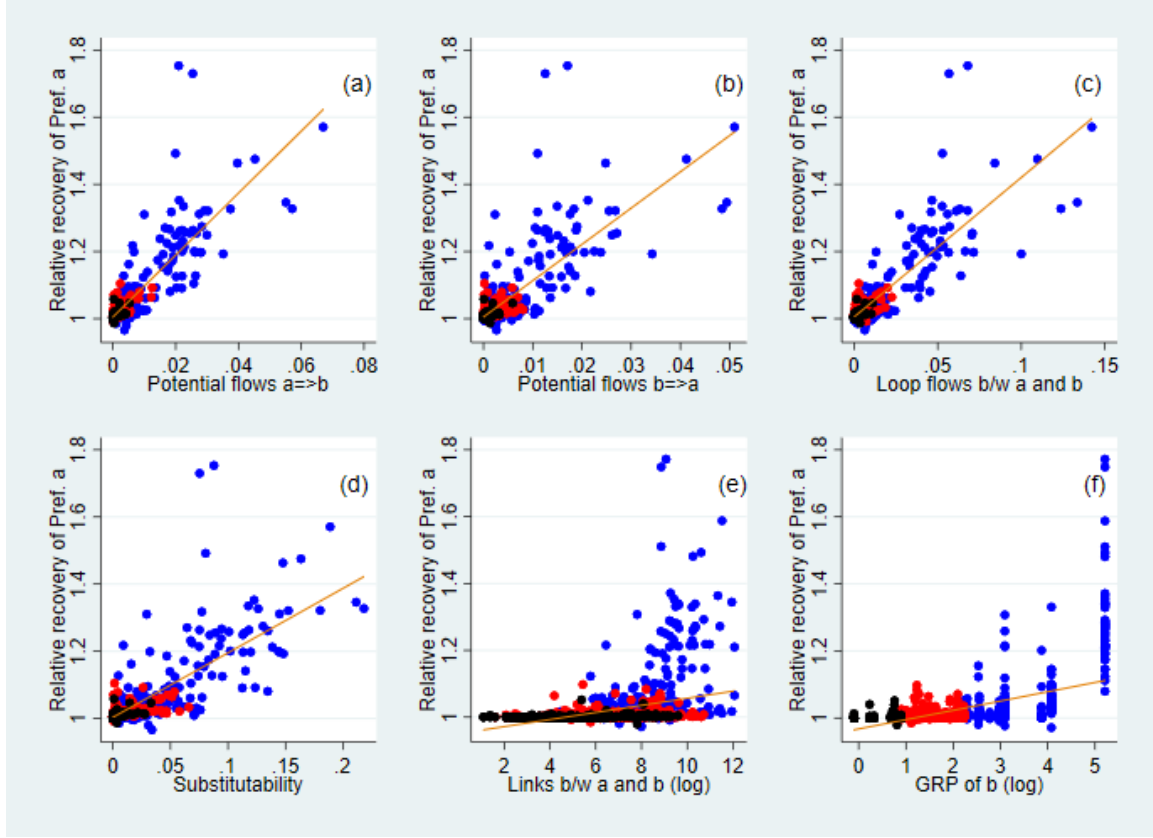 Relative recovery of Pref. a
1 1.2 1.4 1.6 1.8
(a)
0 .02 .04 .06 .08
Potential flows a=>b
Relative recovery of Pref. a
1 1.2 1.4 1.6 1.8
(b)
0 .01 .02 .03 .04 .05
Potential flows b=>a
Relative recovery of Pref. a
1 1.2 1.4 1.6 1.8
(c)
0 .05 .1 .15
Loop flows b/w a and b
Relative recovery of Pref. a
1 1.2 1.4 1.6 1.8
(d)
0 .05 .1 .15 .2
Substitutability
Relative recovery of Pref. a
1 1.2 1.4 1.6 1.8
(e)
2 4 6 8 10 12
Links b/w a and b (log)
Relative recovery of Pref. a
1 1.2 1.4 1.6 1.8
(f)
0 1 2 3 4 5
GRP of b (log)